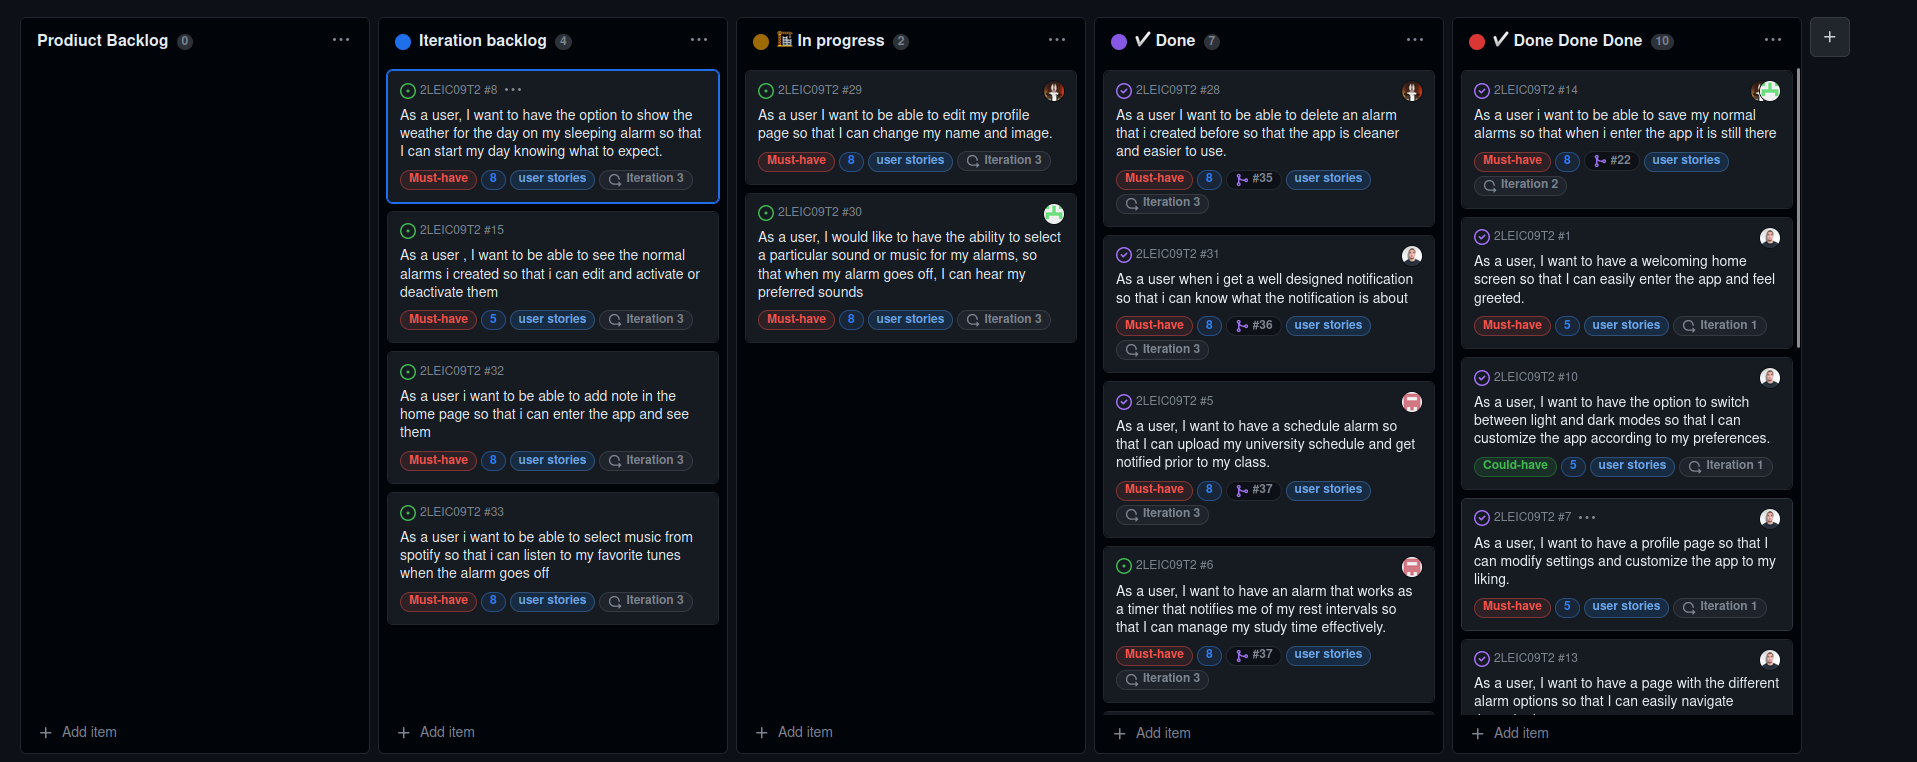 Prodiuct Backlog 0
Iteration backlog 4
2LEIC09T2 #8
As a user, I want to have the option to show the
weather for the day on my sleeping alarm so that
I can start my day knowing what to expect.
Must-have 8 user stories Iteration 3
2LEIC09T2 #15
As a user , I want to be able to see the normal
alarms i created so that i can edit and activate or
deactivate them
Must-have 5 user stories Iteration 3
2LEIC09T2 #32
As a user i want to be able to add note in the
home page so that i can enter the app and see
them
Must-have 8 user stories Iteration 3
2LEIC09T2 #33
As a user i want to be able to select music from
spotify so that i can listen to my favorite tunes
when the alarm goes off
Must-have 8 user stories Iteration 3
In progress 2
2LEIC09T2 #29
As a user I want to be able to edit my profile
page so that I can change my name and image.
Must-have 8 user stories Iteration 3
2LEIC09T2 #30
As a user, I would like to have the ability to select
a particular sound or music for my alarms, so
that when my alarm goes off, I can hear my
preferred sounds
Must-have 8 user stories Iteration 3
Done 7
2LEIC09T2 #28
As a user I want to be able to delete an alarm
that i created before so that the app is cleaner
and easier to use.
Must-have 8 #35 user stories
Iteration 3
2LEIC09T2 #31
As a user when i get a well designed notification
so that i can know what the notification is about
Must-have 8 #36 user stories
Iteration 3
2LEIC09T2 #5
As a user, I want to have a schedule alarm so
that I can upload my university schedule and get
notified prior to my class.
Must-have 8 #37 user stories
Iteration 3
2LEIC09T2 #6
As a user, I want to have an alarm that works as
a timer that notifies me of my rest intervals so
that I can manage my study time effectively.
Must-have 8 #37 user stories
Iteration 3
Done Done Done 10
2LEIC09T2 #14
As a user i want to be able to save my normal
alarms so that when i enter the app it is still there
Must-have 8 #22 user stories
Iteration 2
2LEIC09T2 #1
As a user, I want to have a welcoming home
screen so that I can easily enter the app and feel
greeted.
Must-have 5 user stories Iteration 1
2LEIC09T2 #10
As a user, I want to have the option to switch
between light and dark modes so that I can
customize the app according to my preferences.
Could-have 5 user stories Iteration 1
2LEIC09T2 #7
As a user, I want to have a profile page so that I
can modify settings and customize the app to my
liking.
Must-have 5 user stories Iteration 1
2LEIC09T2 #13
As a user, I want to have a page with the different
alarm options so that I can easily navigate
+ Add item
+ Add item
+ Add item
+ Add item
+ Add item